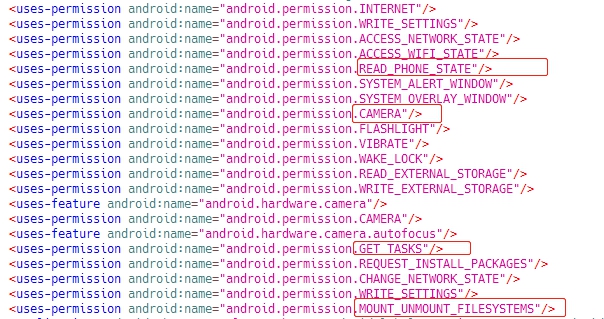 <uses-permission android:name="android.permission.INTERNET"/>
<uses-permission android:name="android.permission.WRITE_SETTINGS"/>
<uses-permission android:name="android.permission.ACCESS_NETWORK_STATE"/>
<uses-permission android:name="android.permission.ACCESS_WIFI_STATE"/>
<uses-permission android:name="android.permission.READ_PHONE_STATE"/>
<uses-permission android:name="android.permission.SYSTEM_ALERT_WINDOW"/>
<uses-permission android:name="android.permission.SYSTEM_OVERLAY_WINDOW"/>
<uses-permission android:name="android.permission.CAMERA"/>
<uses-permission android:name="android.permission.FLASHLIGHT"/>
<uses-permission android:name="android.permission.VIBRATE"/>
<uses-permission android:name="android.permission.WAKE_LOCK"/>
<uses-permission android:name="android.permission.READ_EXTERNAL_STORAGE"/>
<uses-permission android:name="android.permission.WRITE_EXTERNAL_STORAGE"/>
<uses-feature android:name="android.hardware.camera"/>
<uses-permission android:name="android.permission.CAMERA"/>
<uses-feature android:name="android.hardware.camera.autofocus"/>
<uses-permission android:name="android.permission.GET_TASKS"/>
<uses-permission android:name="android.permission.REQUEST_INSTALL_PACKAGES"/>
<uses-permission android:name="android.permission.CHANGE_NETWORK_STATE"/>
<uses-permission android:name="android.permission.WRITE_SETTINGS"/>
<uses-permission android:name="android.permission.MOUNT_UNMOUNT_FILESYSTEMS"/>